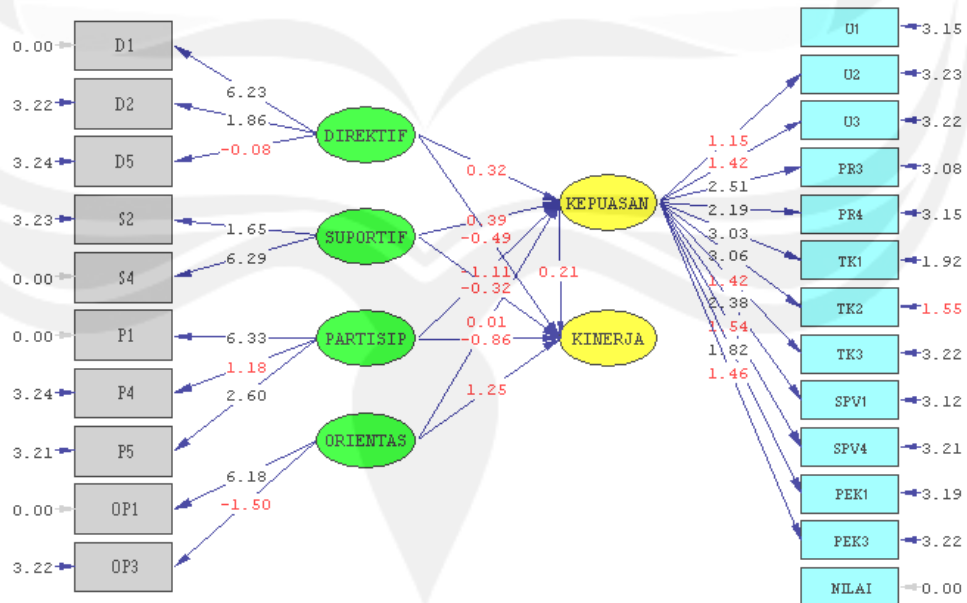 0.00 D1
3.22 D2
3.24 D5
3.23 S2
0.00 S4
0.00 P1
3.24 P4
3.21 P5
0.00 OP1
3.22 OP3
6.23
1.86
-0.08
1.65
6.29
6.33
1.18
2.60
6.18
-1.50
DIREKTIF
SUPORTIF
PARTISIP
ORIENTAS
0.32
0.39
-0.49
-1.11
-0.32
0.01
-0.86
1.25
0.21
KEPUASAN
KINERJA
1.15
1.42
2.51
2.19
3.03
3.06
1.42
2.38
1.54
1.82
1.46
U1 3.15
U2 3.23
U3 3.22
PR3 3.08
PR4 3.15
TK1 1.92
TK2 1.55
TK3 3.22
SPV1 3.12
SPV4 3.21
PEK1 3.19
PEK3 3.22
NILAI 0.00